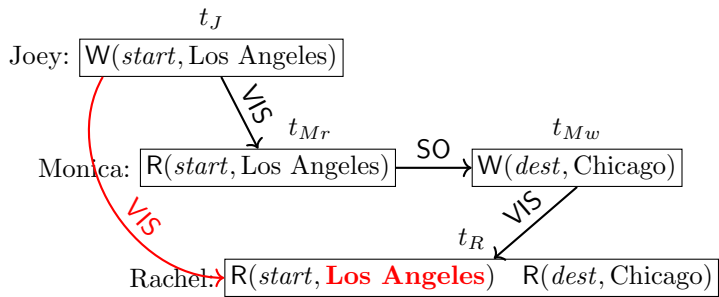 t_J
Joey: W(start, Los Angeles)
VIS
t_Mr
t_Mw
Monica: R(start, Los Angeles) SO W(dest, Chicago)
VIS
VIS
t_R
Rachel: R(start, Los Angeles) R(dest, Chicago)